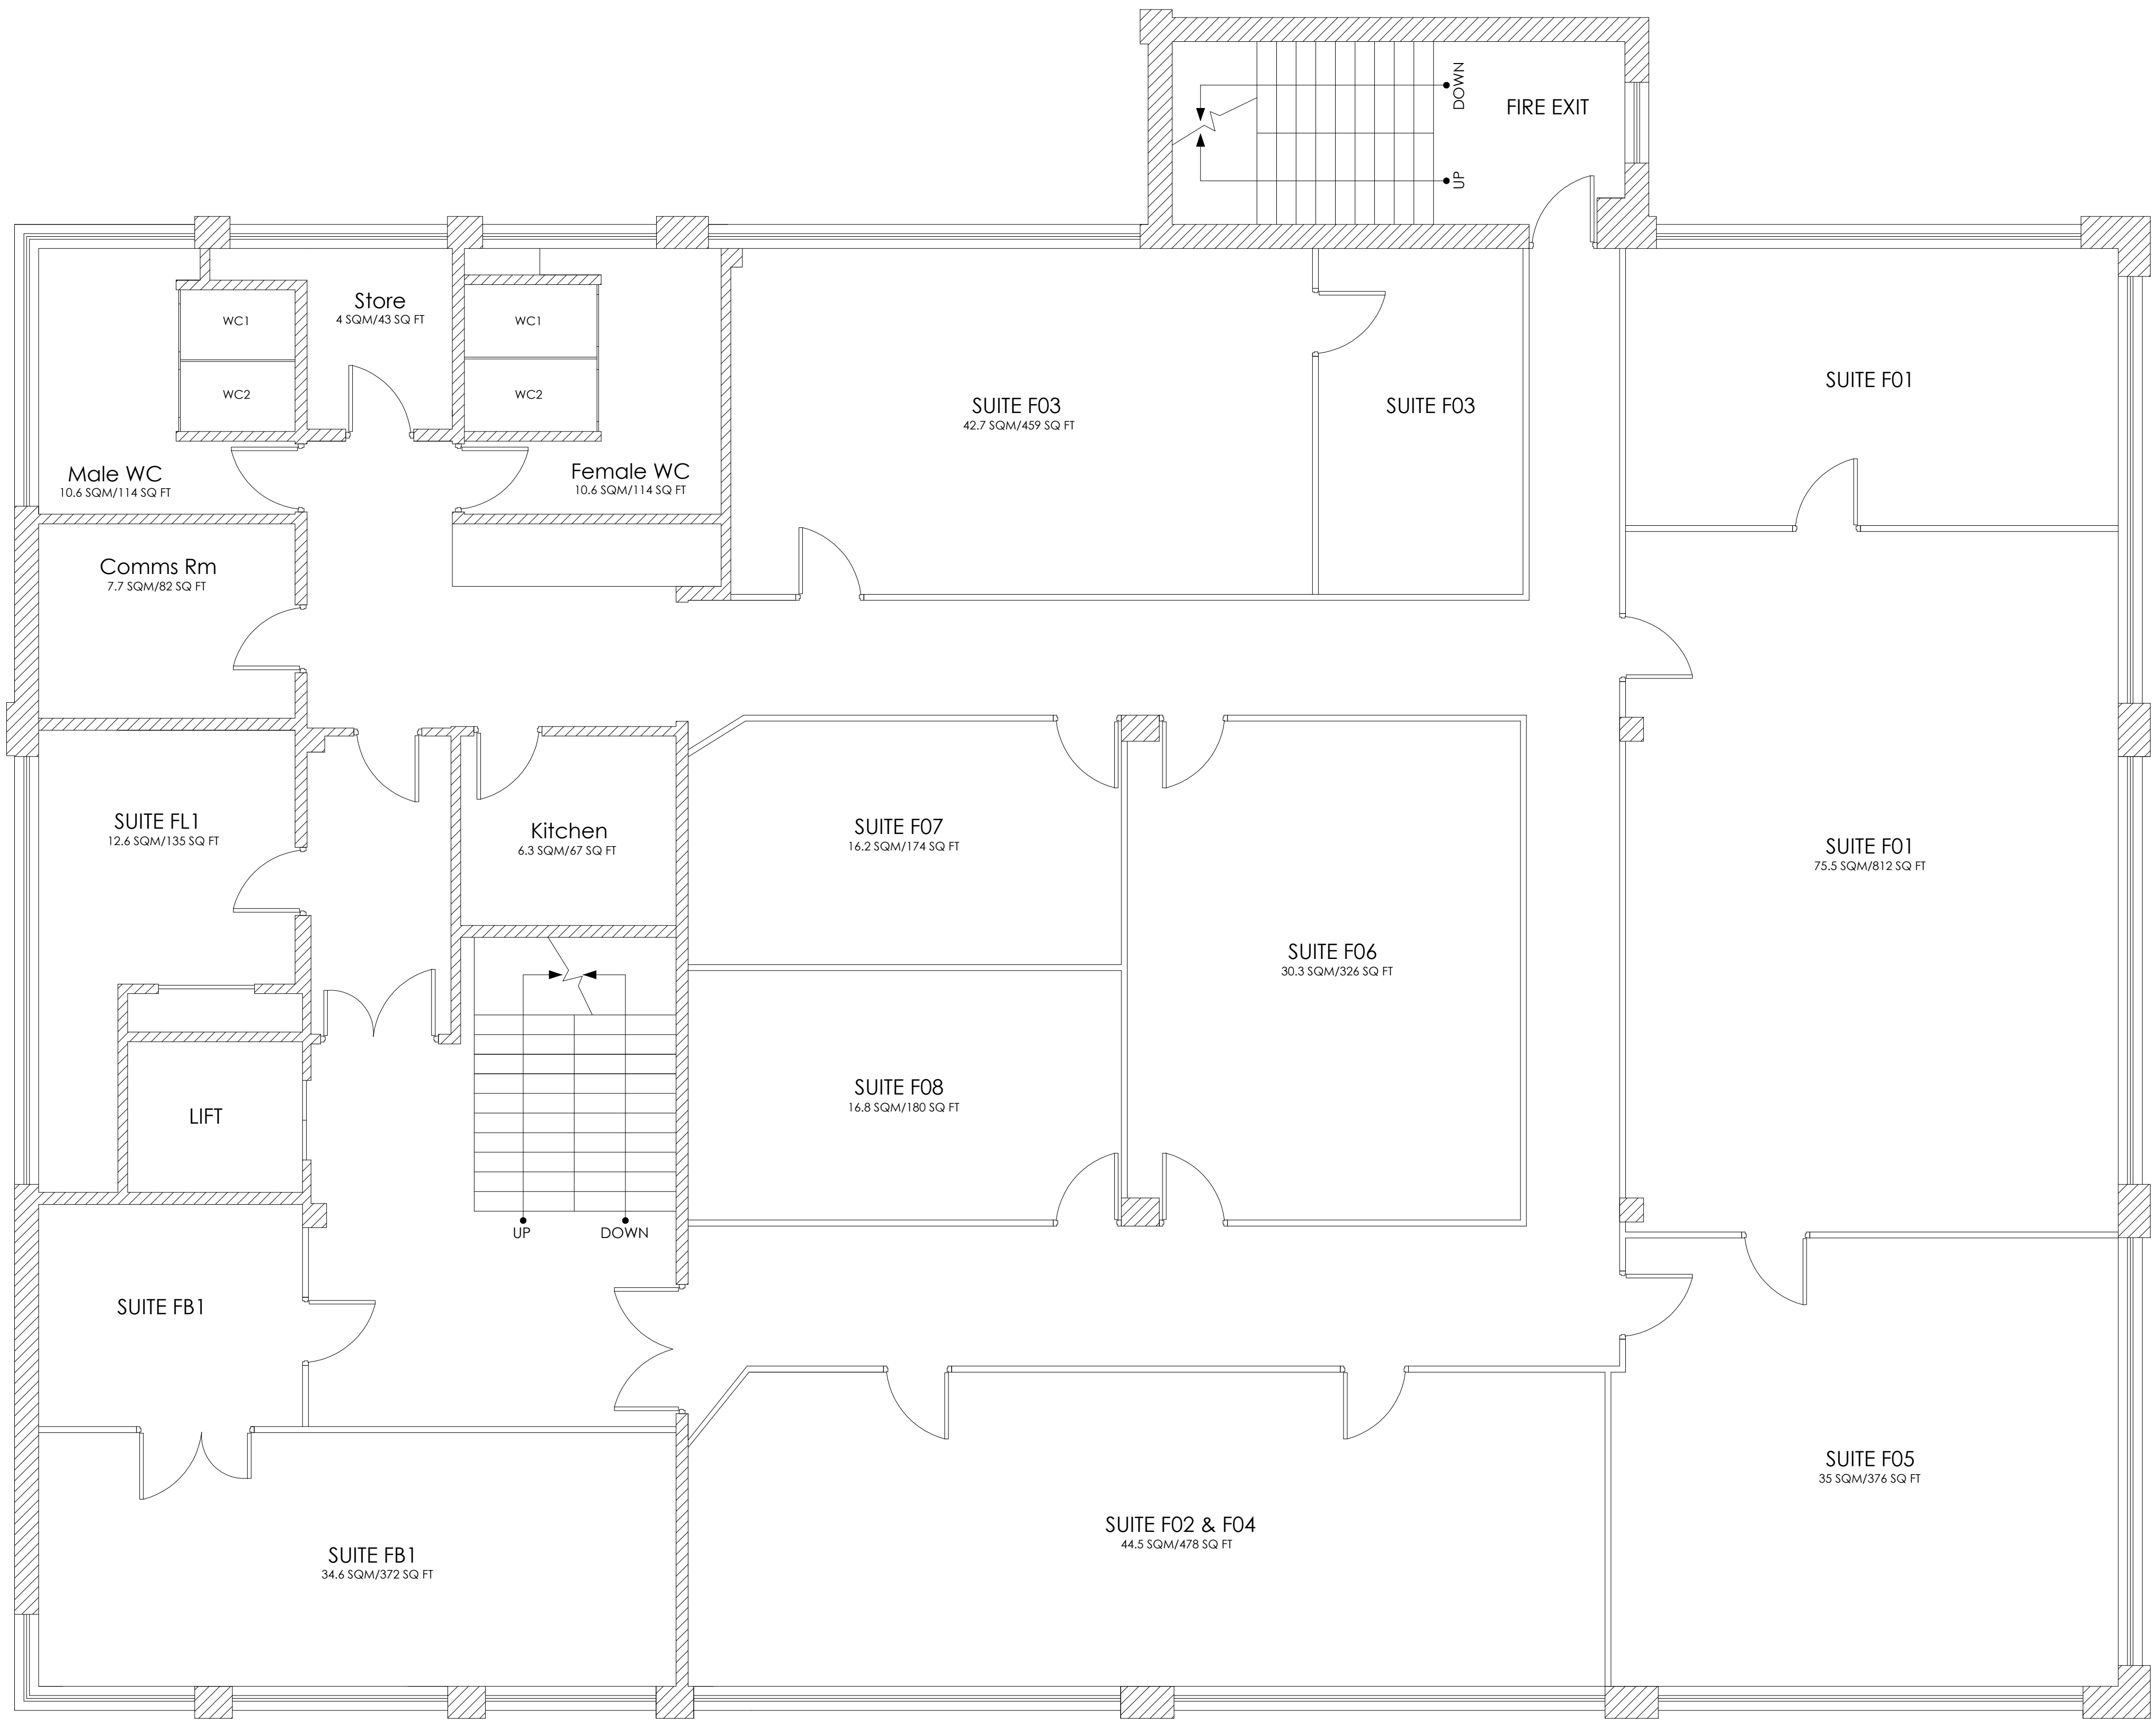 DOWN
FIRE EXIT
UP
Store
4 SQM/43 SQ FT
WC1
WC2
WC1
WC2
Male WC
10.6 SQM/114 SQ FT
Female WC
10.6 SQM/114 SQ FT
SUITE F03
42.7 SQM/459 SQ FT
SUITE F03
SUITE F01
Comms Rm
7.7 SQM/82 SQ FT
SUITE FL1
12.6 SQM/135 SQ FT
Kitchen
6.3 SQM/67 SQ FT
SUITE F07
16.2 SQM/174 SQ FT
SUITE F01
75.5 SQM/812 SQ FT
SUITE F06
30.3 SQM/326 SQ FT
SUITE F08
16.8 SQM/180 SQ FT
LIFT
UP
DOWN
SUITE FB1
SUITE F05
35 SQM/376 SQ FT
SUITE F02 & F04
44.5 SQM/478 SQ FT
SUITE FB1
34.6 SQM/372 SQ FT